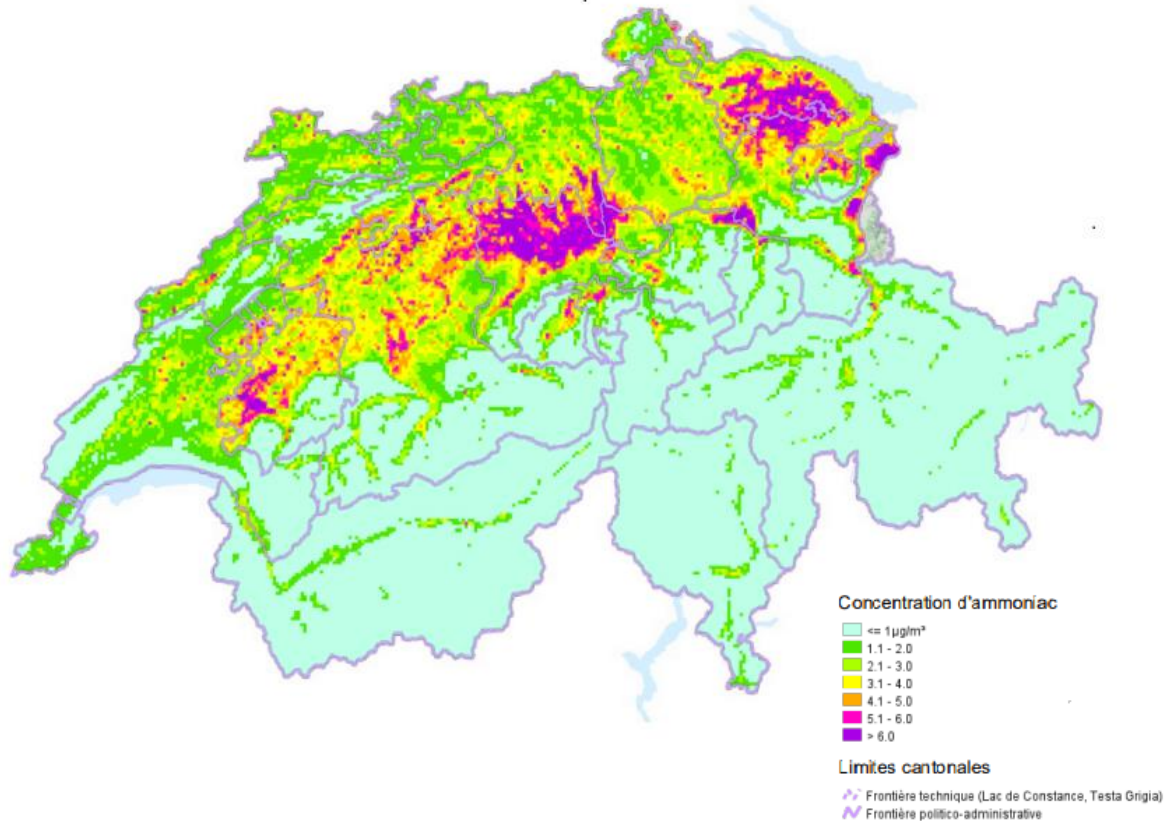 Concentration d'ammoniac
<= 1µg/m³
1.1 - 2.0
2.1 - 3.0
3.1 - 4.0
4.1 - 5.0
5.1 - 6.0
> 6.0
Limites cantonales
Frontière technique (Lac de Constance, Testa Grigia)
Frontière politico-administrative